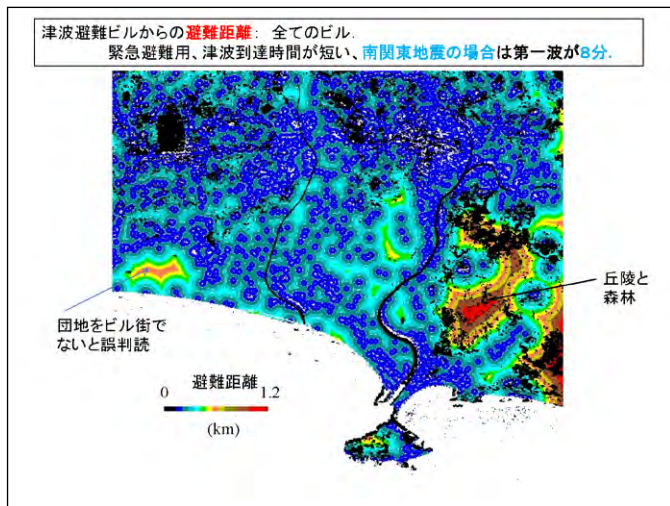 津波避難ビルからの避難距離: 全てのビル.
緊急避難用、津波到達時間が短い、南関東地震の場合は第一波が8分.
丘陵と
森林
団地をビル街で
ないと誤判読
避難距離
0 1.2
(km)